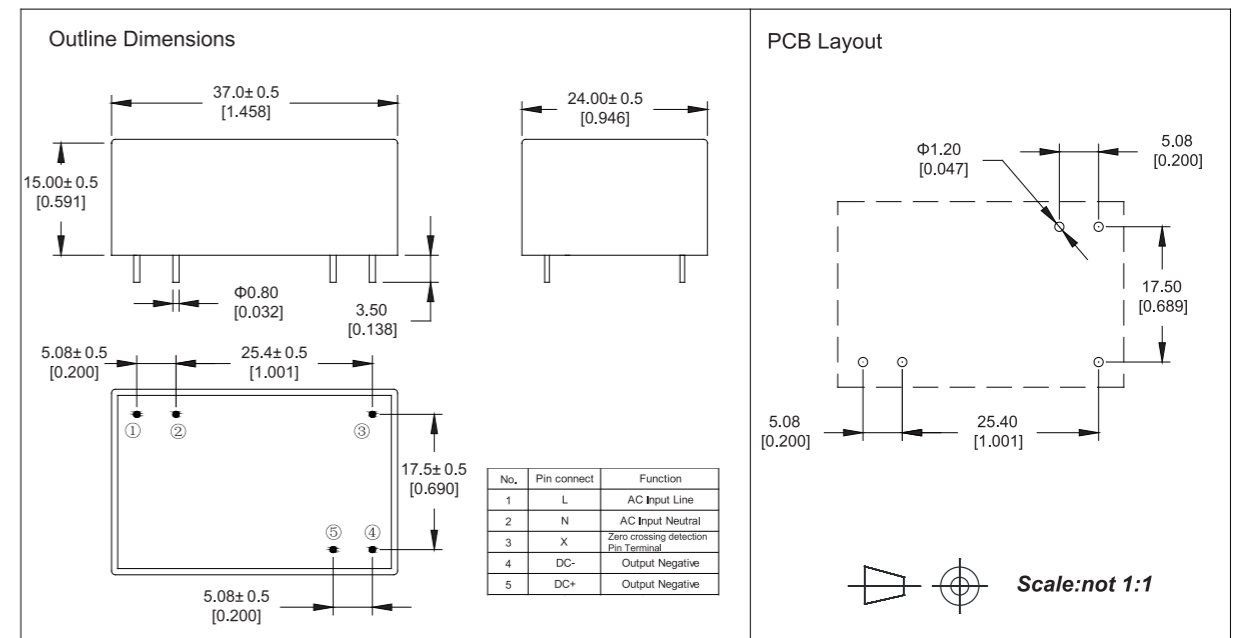 Outline Dimensions
37.0± 0.5
[1.458]
24.00± 0.5
[0.946]
15.00± 0.5
[0.591]
Φ0.80
[0.032]
3.50
[0.138]
5.08± 0.5
[0.200]
25.4± 0.5
[1.001]
①
②
③
17.5± 0.5
[0.690]
⑤
④
5.08± 0.5
[0.200]
No. Pin connect Function
1 L AC Input Line
2 N AC Input Neutral
3 X Zero crossing detection
Pin Terminal
4 DC- Output Negative
5 DC+ Output Negative
PCB Layout
Φ1.20
[0.047]
5.08
[0.200]
17.50
[0.689]
5.08
[0.200]
25.40
[1.001]
Scale:not 1:1